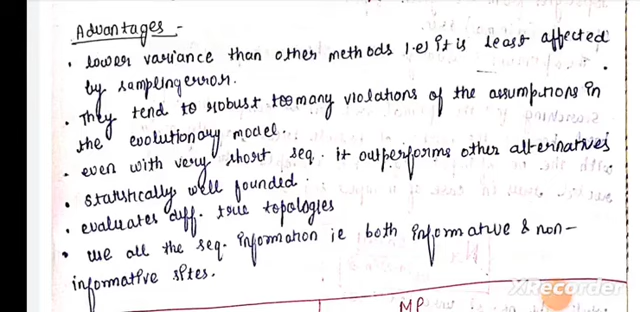 Advantages -
• Lower variance than other methods i.e) it is least affected
by sampling error.
• They tend to robust to many violations of the assumptions in
the evolutionary model.
• even with very short seq. it outperforms other alternatives
• statistically well founded.
• evaluates diff. tree topologies
• use all the seq. information ie both informative & non-
informative sites.
MP
XRecorder